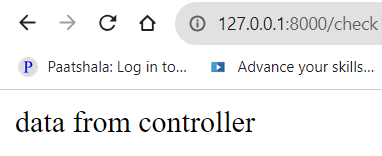 127.0.0.1:8000/check
P Paatshala: Log in to... Advance your skills...
data from controller